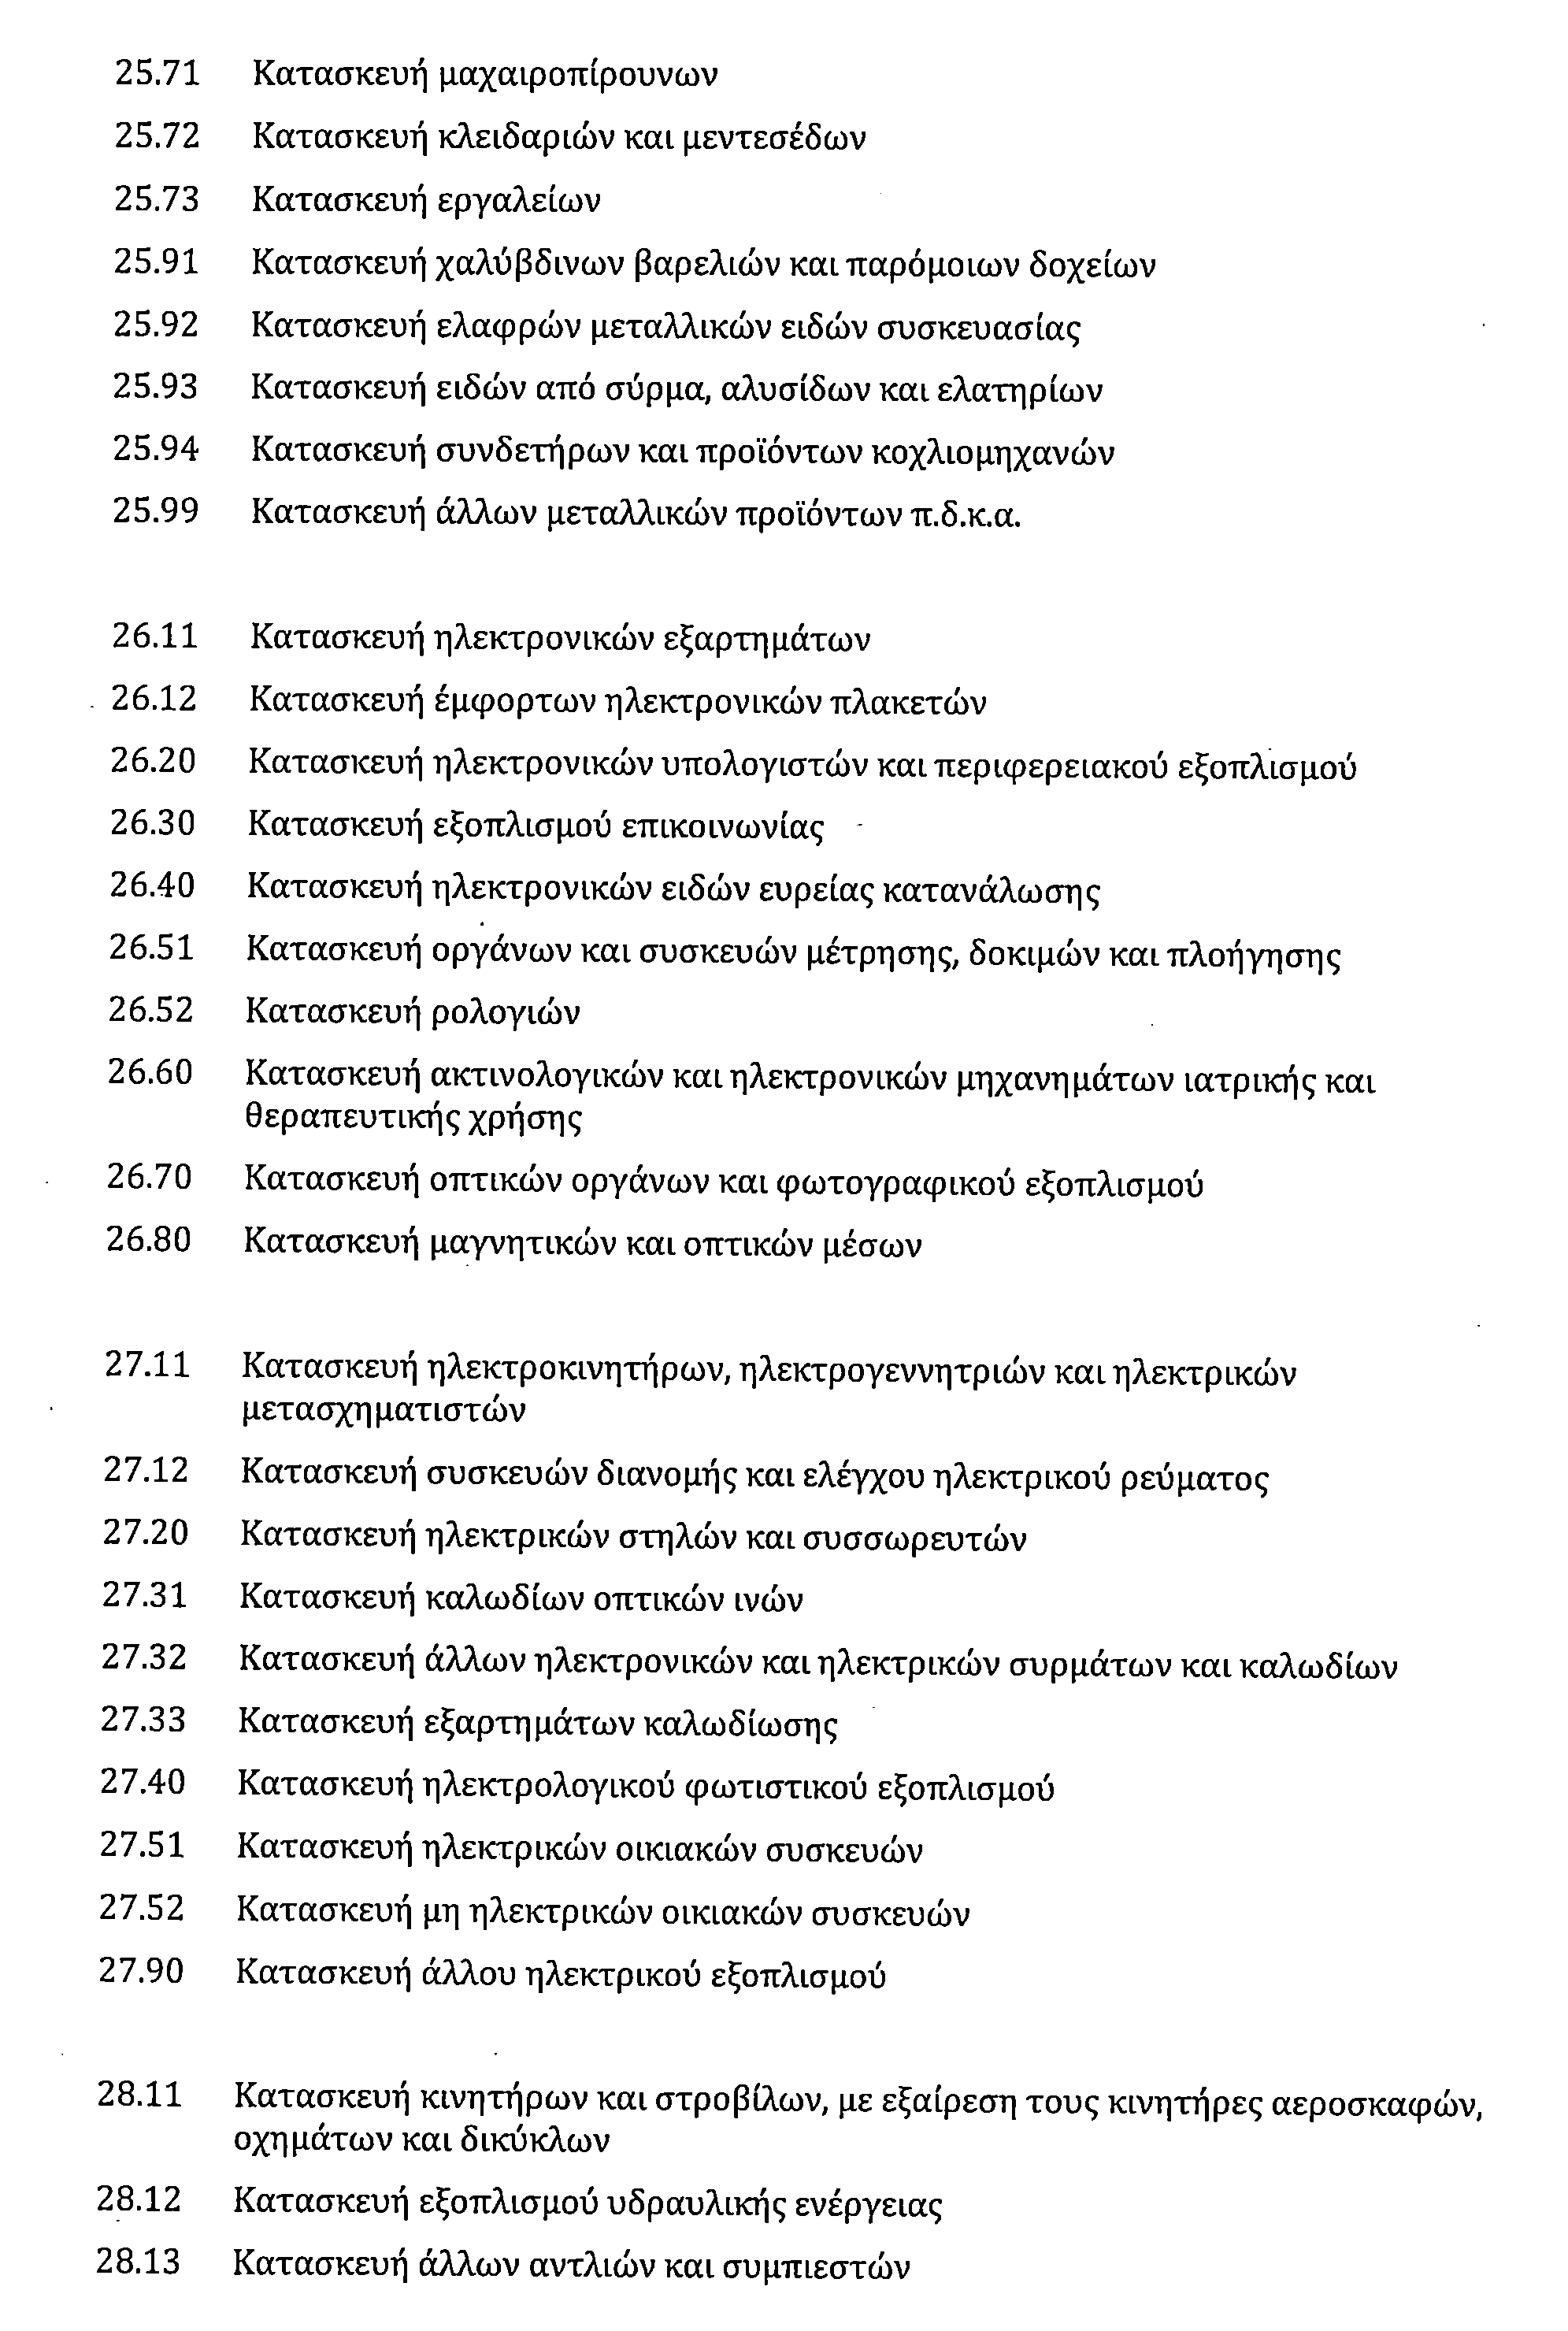 25.71 Κατασκευή μαχαιροπίρουνων
25.72 Κατασκευή κλειδαριών και μεντεσέδων
25.73 Κατασκευή εργαλείων
25.91 Κατασκευή χαλύβδινων βαρελιών και παρόμοιων δοχείων
25.92 Κατασκευή ελαφρών μεταλλικών ειδών συσκευασίας
25.93 Κατασκευή ειδών από σύρμα, αλυσίδων και ελατηρίων
25.94 Κατασκευή συνδετήρων και προϊόντων κοχλιομηχανών
25.99 Κατασκευή άλλων μεταλλικών προϊόντων π.δ.κ.α.
26.11 Κατασκευή ηλεκτρονικών εξαρτημάτων
26.12 Κατασκευή έμφορτων ηλεκτρονικών πλακετών
26.20 Κατασκευή ηλεκτρονικών υπολογιστών και περιφερειακού εξοπλισμού
26.30 Κατασκευή εξοπλισμού επικοινωνίας
26.40 Κατασκευή ηλεκτρονικών ειδών ευρείας κατανάλωσης
26.51 Κατασκευή οργάνων και συσκευών μέτρησης, δοκιμών και πλοήγησης
26.52 Κατασκευή ρολογιών
26.60 Κατασκευή ακτινολογικών και ηλεκτρονικών μηχανημάτων ιατρικής και
θεραπευτικής χρήσης
26.70 Κατασκευή οπτικών οργάνων και φωτογραφικού εξοπλισμού
26.80 Κατασκευή μαγνητικών και οπτικών μέσων
27.11 Κατασκευή ηλεκτροκινητήρων, ηλεκτρογεννητριών και ηλεκτρικών
μετασχηματιστών
27.12 Κατασκευή συσκευών διανομής και ελέγχου ηλεκτρικού ρεύματος
27.20 Κατασκευή ηλεκτρικών στηλών και συσσωρευτών
27.31 Κατασκευή καλωδίων οπτικών ινών
27.32 Κατασκευή άλλων ηλεκτρονικών και ηλεκτρικών συρμάτων και καλωδίων
27.33 Κατασκευή εξαρτημάτων καλωδίωσης
27.40 Κατασκευή ηλεκτρολογικού φωτιστικού εξοπλισμού
27.51 Κατασκευή ηλεκτρικών οικιακών συσκευών
27.52 Κατασκευή μη ηλεκτρικών οικιακών συσκευών
27.90 Κατασκευή άλλου ηλεκτρικού εξοπλισμού
28.11 Κατασκευή κινητήρων και στροβίλων, με εξαίρεση τους κινητήρες αεροσκαφών,
οχημάτων και δικύκλων
28.12 Κατασκευή εξοπλισμού υδραυλικής ενέργειας
28.13 Κατασκευή άλλων αντλιών και συμπιεστών